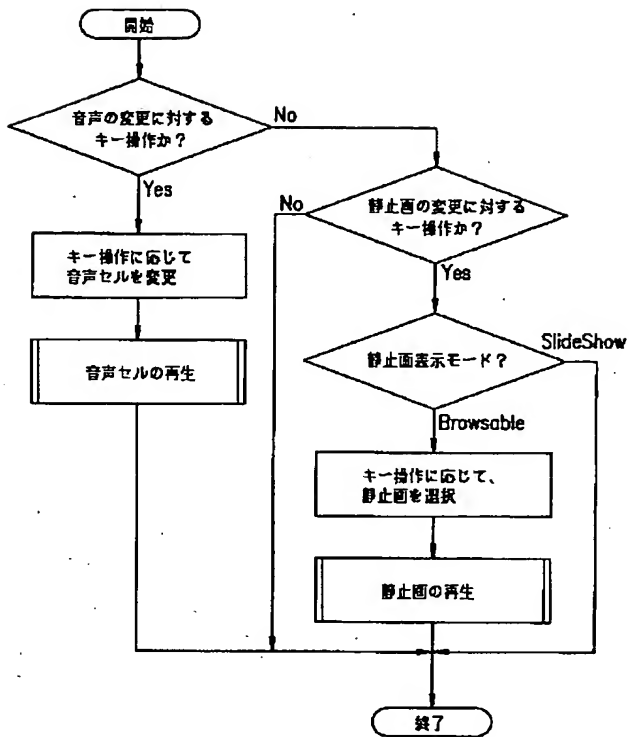 開始
音声の変更に対する
キー操作か？
No
Yes
キー操作に応じて
音声セルを変更
音声セルの再生
静止画の変更に対する
キー操作か？
No
Yes
静止画表示モード？
SlideShow
Browsable
キー操作に応じて、
静止画を選択
静止画の再生
終了